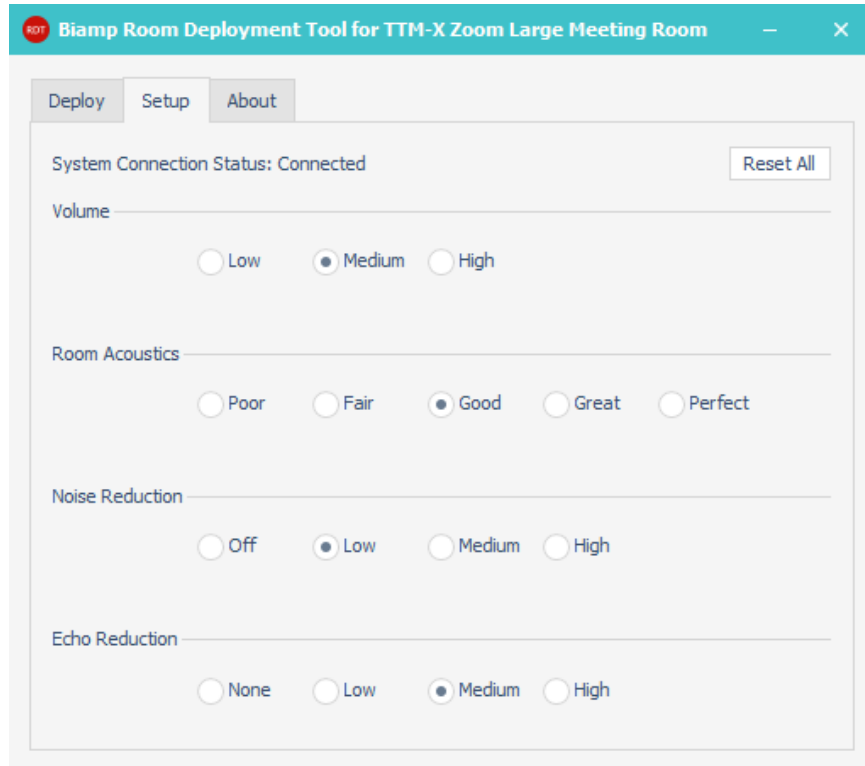 RDT Biamp Room Deployment Tool for TTM-X Zoom Large Meeting Room
Deploy Setup About
System Connection Status: Connected Reset All
Volume
Low Medium High
Room Acoustics
Poor Fair Good Great Perfect
Noise Reduction
Off Low Medium High
Echo Reduction
None Low Medium High